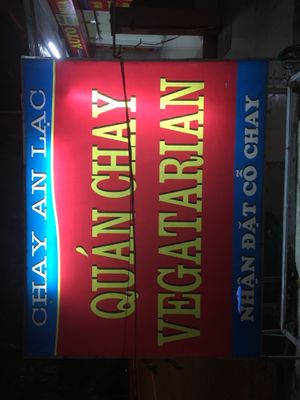 CHAY AN LẠC
QUÁN CHAY
VEGATARIAN
NHẬN ĐẶT CỖ CHAY